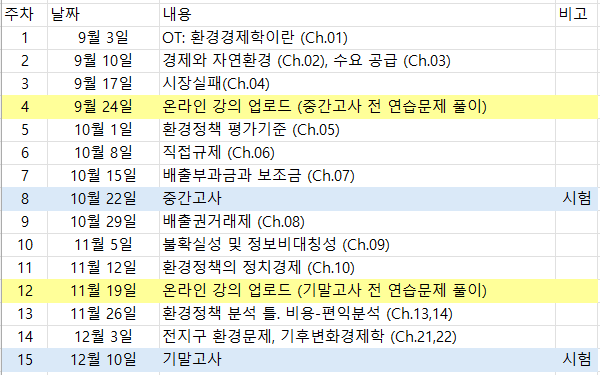 주차 날짜 내용 비고
1 9월 3일 OT: 환경경제학이란 (Ch.01)
2 9월 10일 경제와 자연환경 (Ch.02), 수요 공급 (Ch.03)
3 9월 17일 시장실패(Ch.04)
4 9월 24일 온라인 강의 업로드 (중간고사 전 연습문제 풀이)
5 10월 1일 환경정책 평가기준 (Ch.05)
6 10월 8일 직접규제 (Ch.06)
7 10월 15일 배출부과금과 보조금 (Ch.07)
8 10월 22일 중간고사 시험
9 10월 29일 배출권거래제 (Ch.08)
10 11월 5일 불확실성 및 정보비대칭성 (Ch.09)
11 11월 12일 환경정책의 정치경제 (Ch.10)
12 11월 19일 온라인 강의 업로드 (기말고사 전 연습문제 풀이)
13 11월 26일 환경정책 분석 틀. 비용-편익분석 (Ch.13,14)
14 12월 3일 전지구 환경문제, 기후변화경제학 (Ch.21,22)
15 12월 10일 기말고사 시험